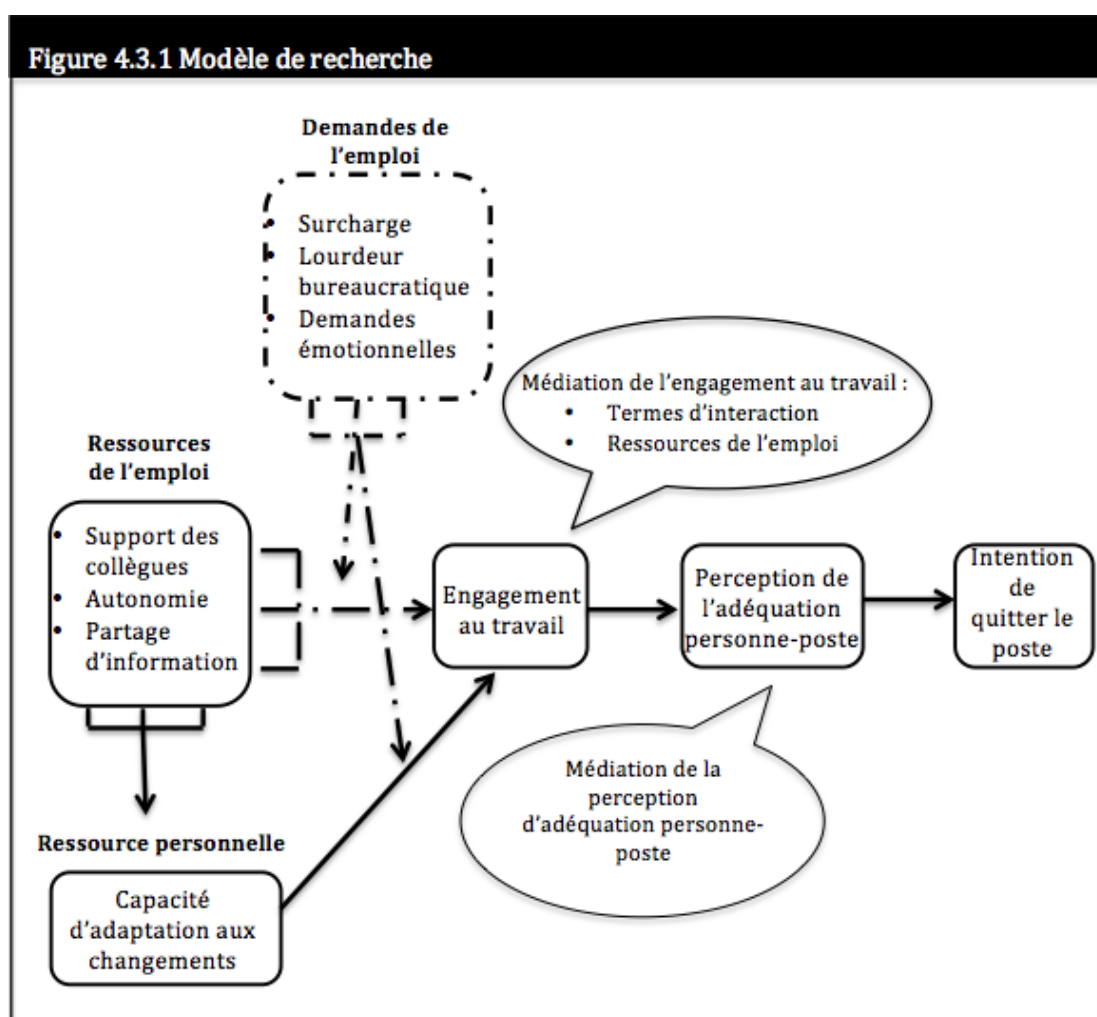 Figure 4.3.1 Modèle de recherche
Demandes de
l'emploi
• Surcharge
• Lourdeur
bureaucratique
• Demandes
émotionnelles
Médiation de l'engagement au travail :
• Termes d'interaction
• Ressources de l'emploi
Ressources
de l'emploi
• Support des
collègues
• Autonomie
• Partage
d'information
Engagement
au travail
Perception de
l'adéquation
personne-poste
Intention
de
quitter le
poste
Médiation de la
perception
d'adéquation personne-
poste
Ressource personnelle
Capacité
d'adaptation aux
changements